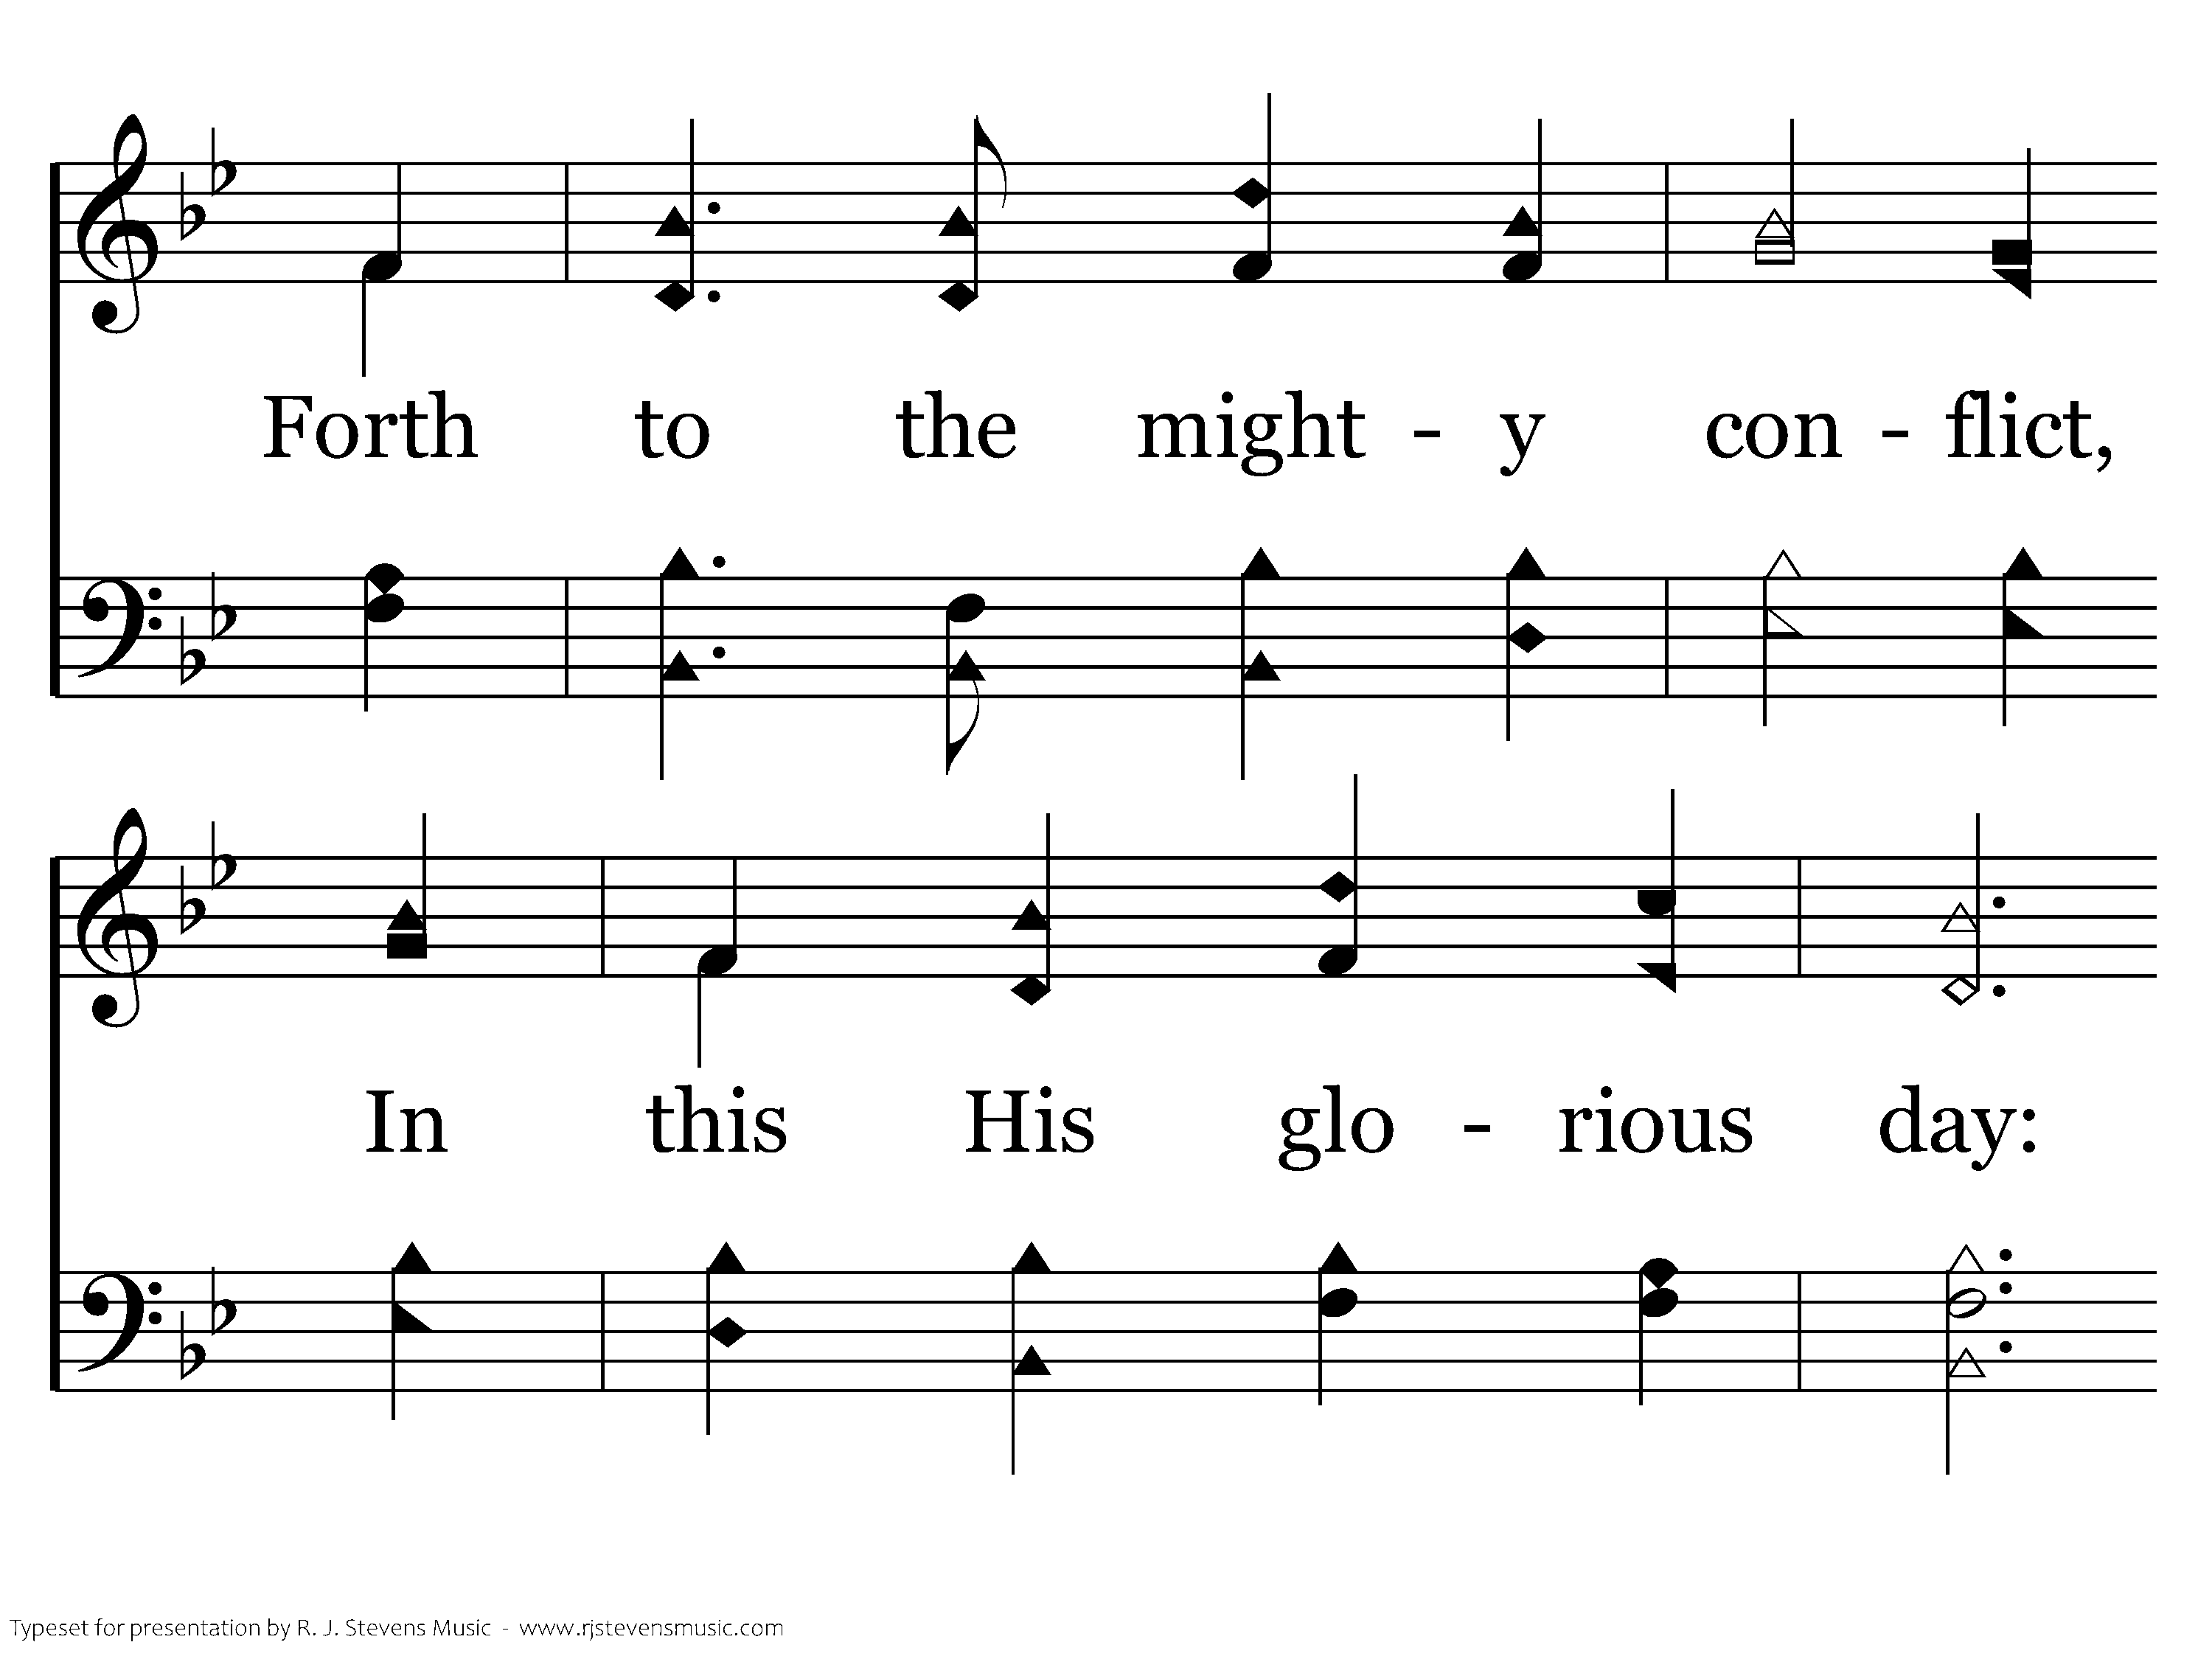 Forth to the might - y con - flict,
In this His glo - rious day:
Typeset for presentation by R. J. Stevens Music - www.rjstevensmusic.com